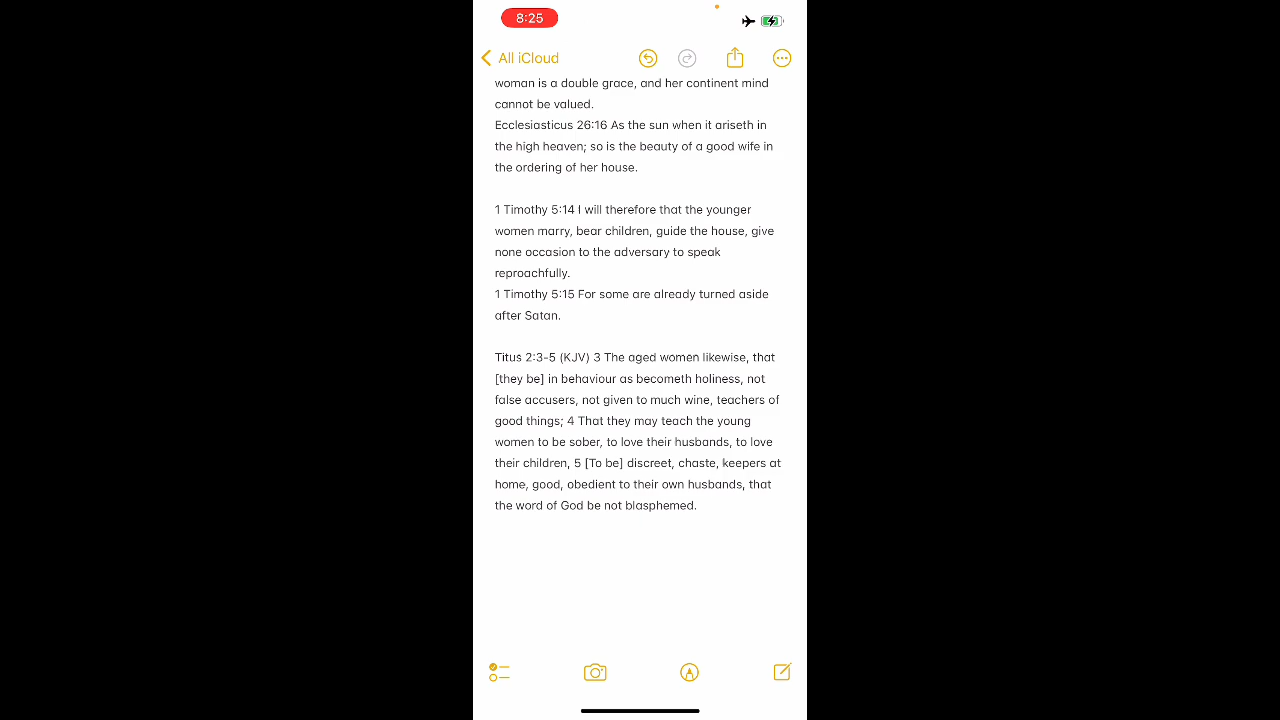 8:25
All iCloud
woman is a double grace, and her continent mind
cannot be valued.
Ecclesiasticus 26:16 As the sun when it ariseth in
the high heaven; so is the beauty of a good wife in
the ordering of her house.
1 Timothy 5:14 I will therefore that the younger
women marry, bear children, guide the house, give
none occasion to the adversary to speak
reproachfully.
1 Timothy 5:15 For some are already turned aside
after Satan.
Titus 2:3-5 (KJV) 3 The aged women likewise, that
[they be] in behaviour as becometh holiness, not
false accusers, not given to much wine, teachers of
good things; 4 That they may teach the young
women to be sober, to love their husbands, to love
their children, 5 [To be] discreet, chaste, keepers at
home, good, obedient to their own husbands, that
the word of God be not blasphemed.